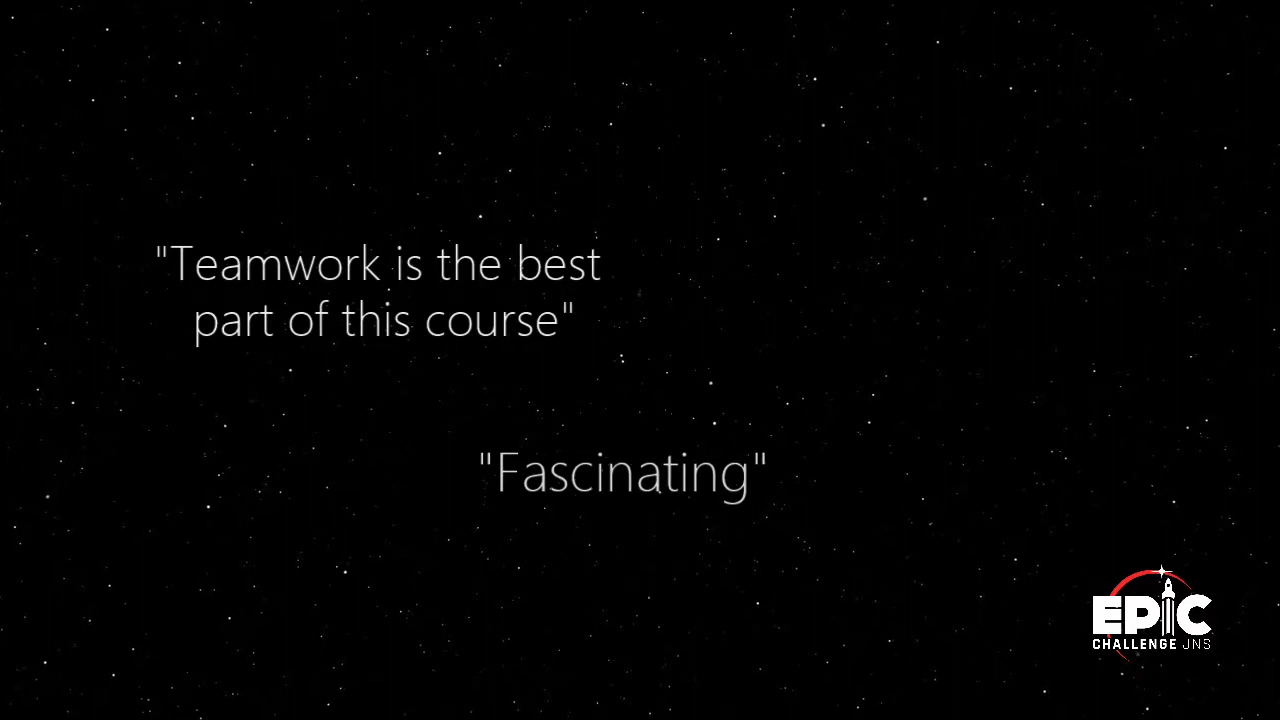 "Teamwork is the best
part of this course"
"Fascinating"
EPIC
CHALLENGE JNS